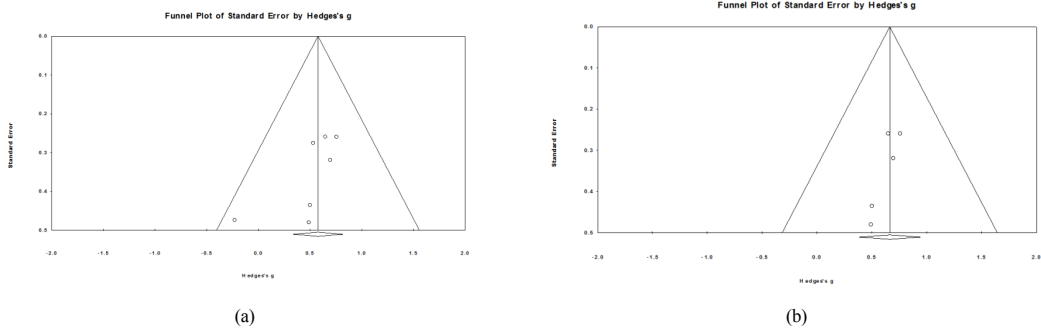 Funnel Plot of Standard Error by Hedges's g
0.0
0.1
0.2
0.3
0.4
0.5
Standard Error
-2.0 -1.5 -1.0 -0.5 0.0 0.5 1.0 1.5 2.0
Hedges's g
(a)
Funnel Plot of Standard Error by Hedges's g
0.0
0.1
0.2
0.3
0.4
0.5
Standard Error
-2.0 -1.5 -1.0 -0.5 0.0 0.5 1.0 1.5 2.0
Hedges's g
(b)